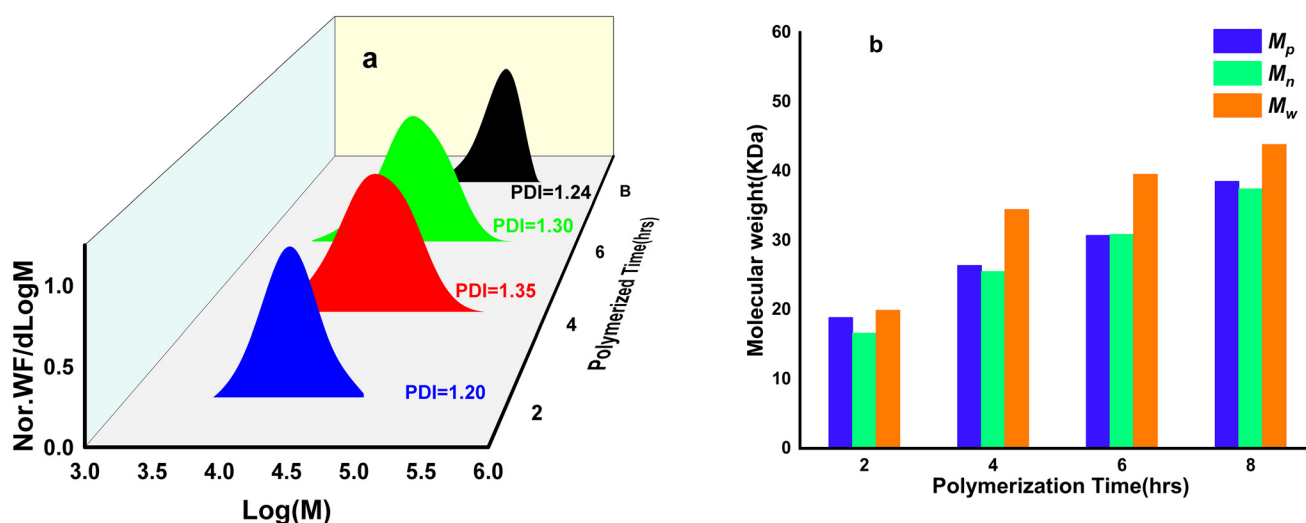 a
Nor.WF/dLogM
1.0
0.5
0.0
3.0 3.5 4.0 4.5 5.0 5.5 6.0
Log(M)
PDI=1.24
PDI=1.30
PDI=1.35
PDI=1.20
B
6
4
2
Polymerized Time(hrs)
b
Mp
Mn
Mw
Molecular weight(KDa)
60
50
40
30
20
10
0
2 4 6 8
Polymerization Time(hrs)